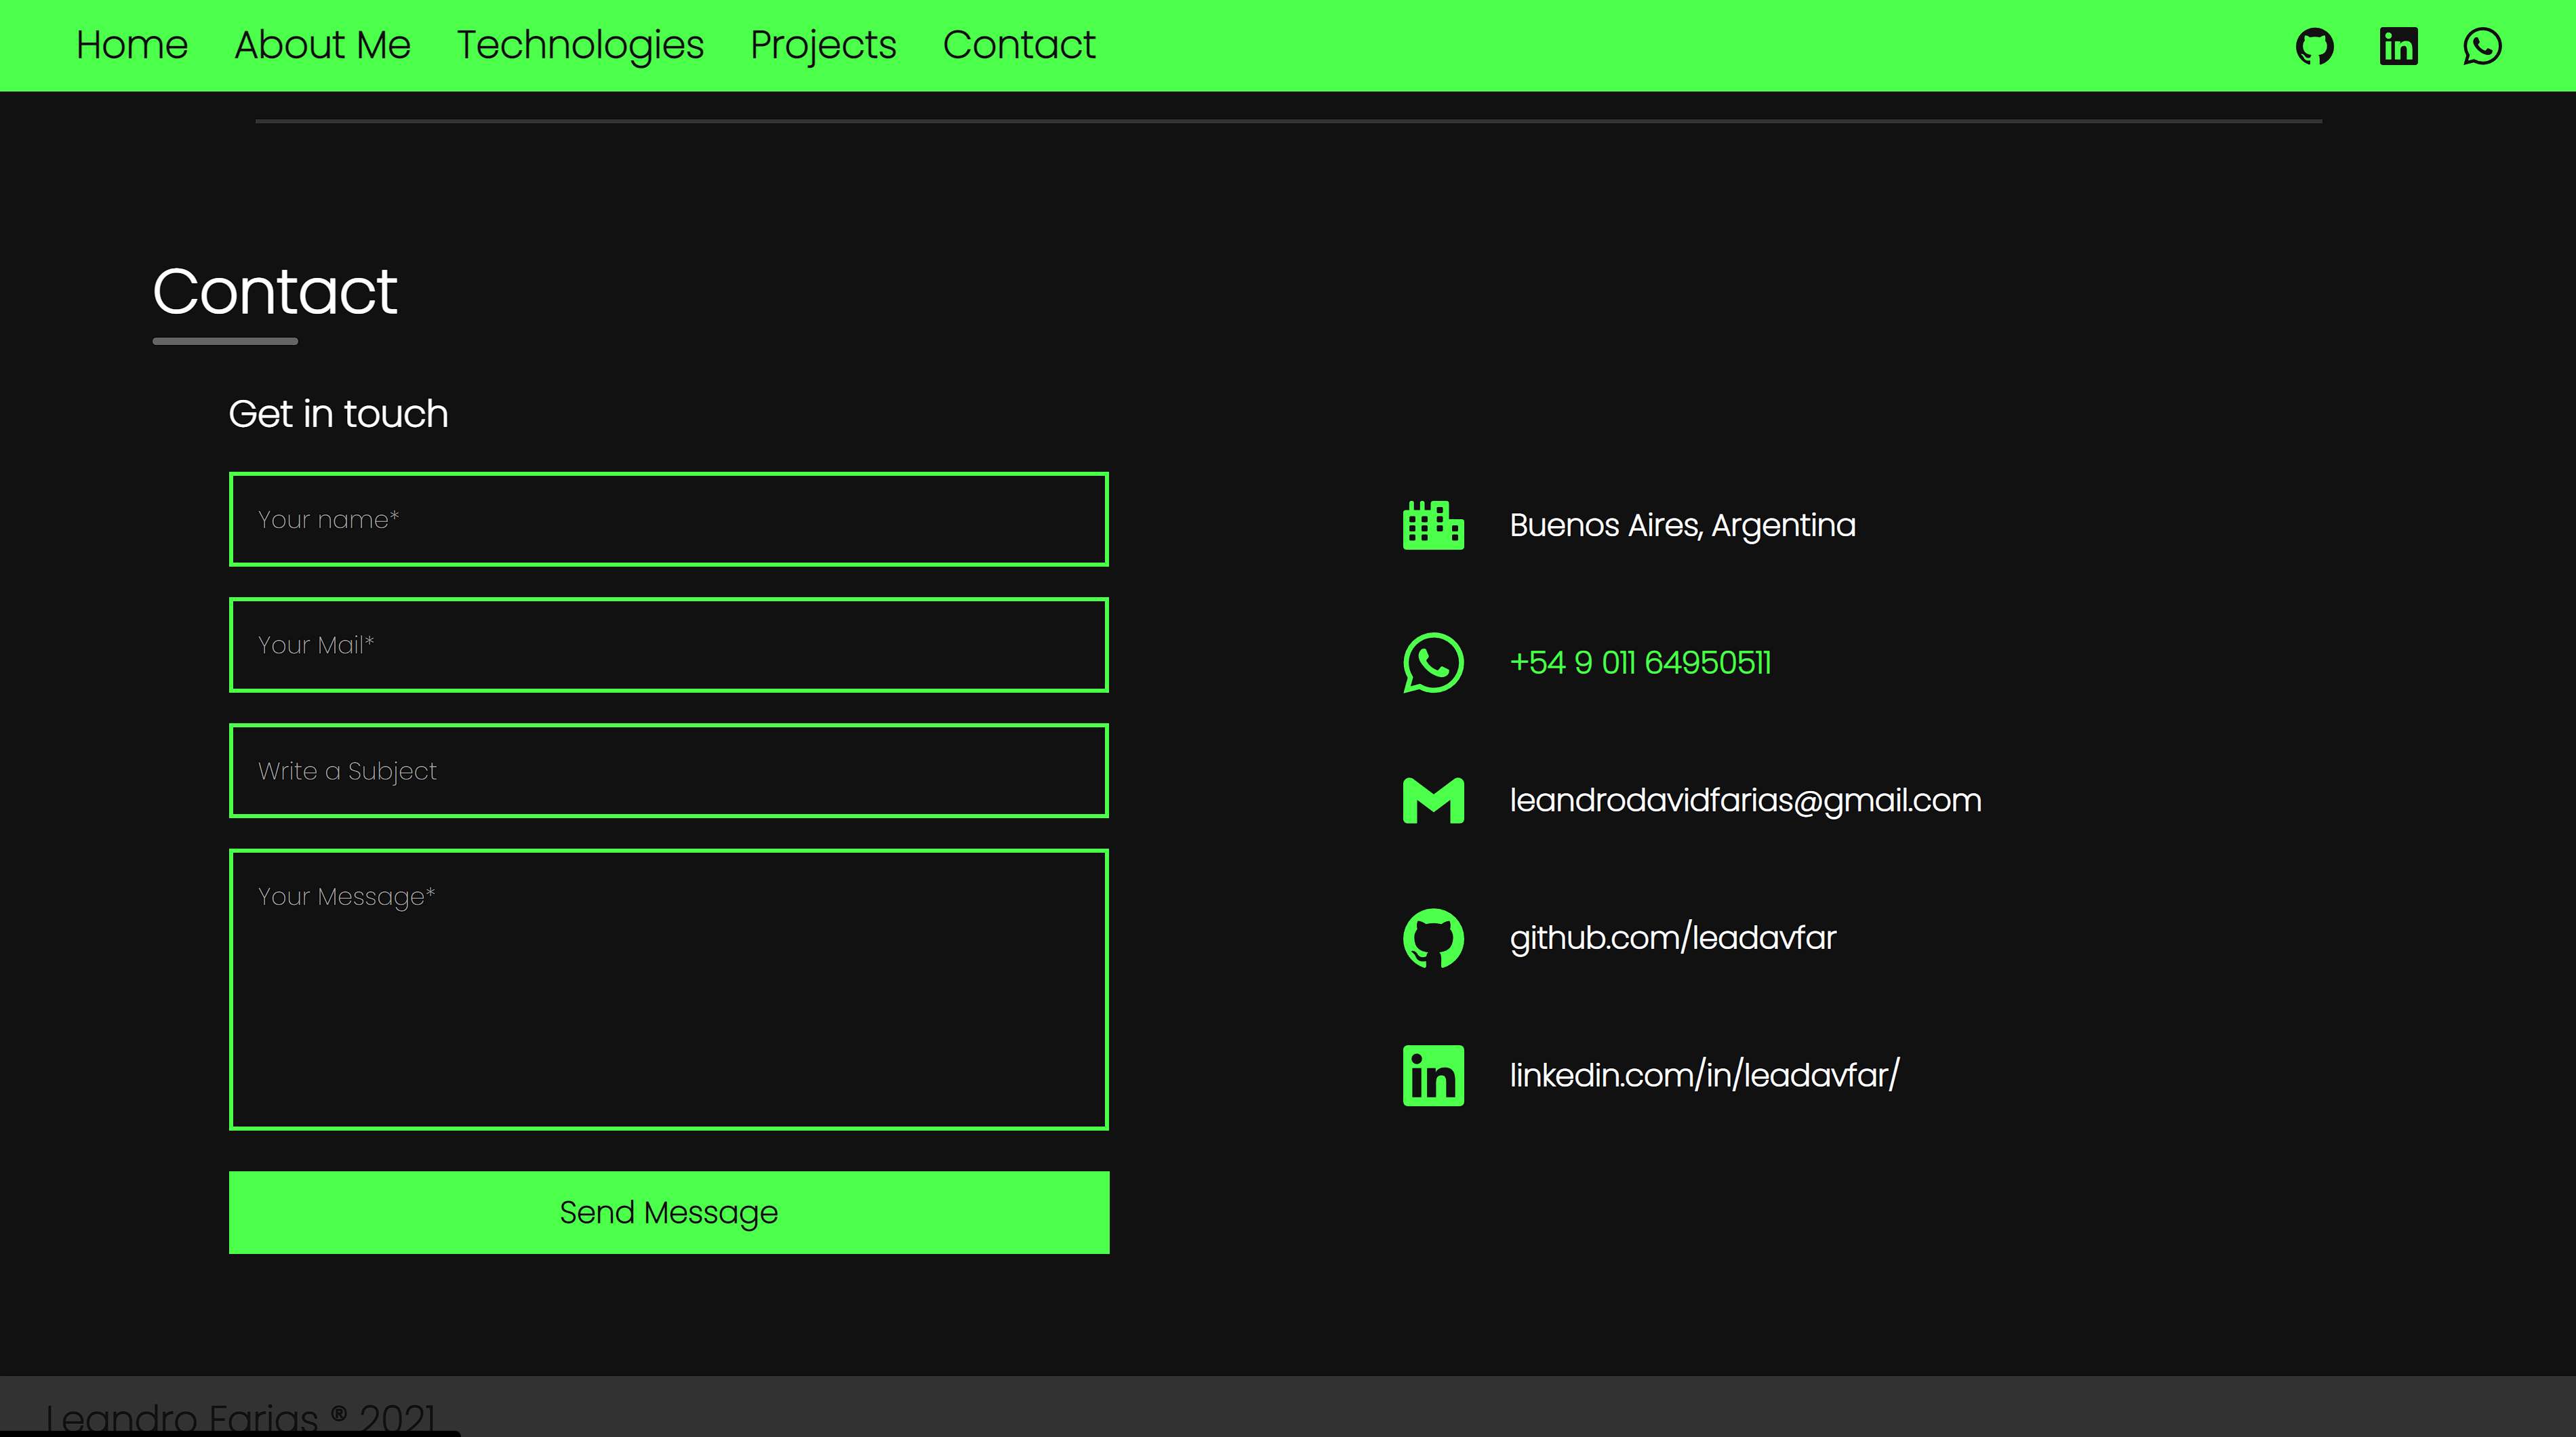 Home About Me Technologies Projects Contact
Contact
Get in touch
Your name*
Your Mail*
Write a Subject
Your Message*
Send Message
Buenos Aires, Argentina
+54 9 011 64950511
leandrodavidfarias@gmail.com
github.com/leadavfar
linkedin.com/in/leadavfar/
Leandro Farias ® 2021